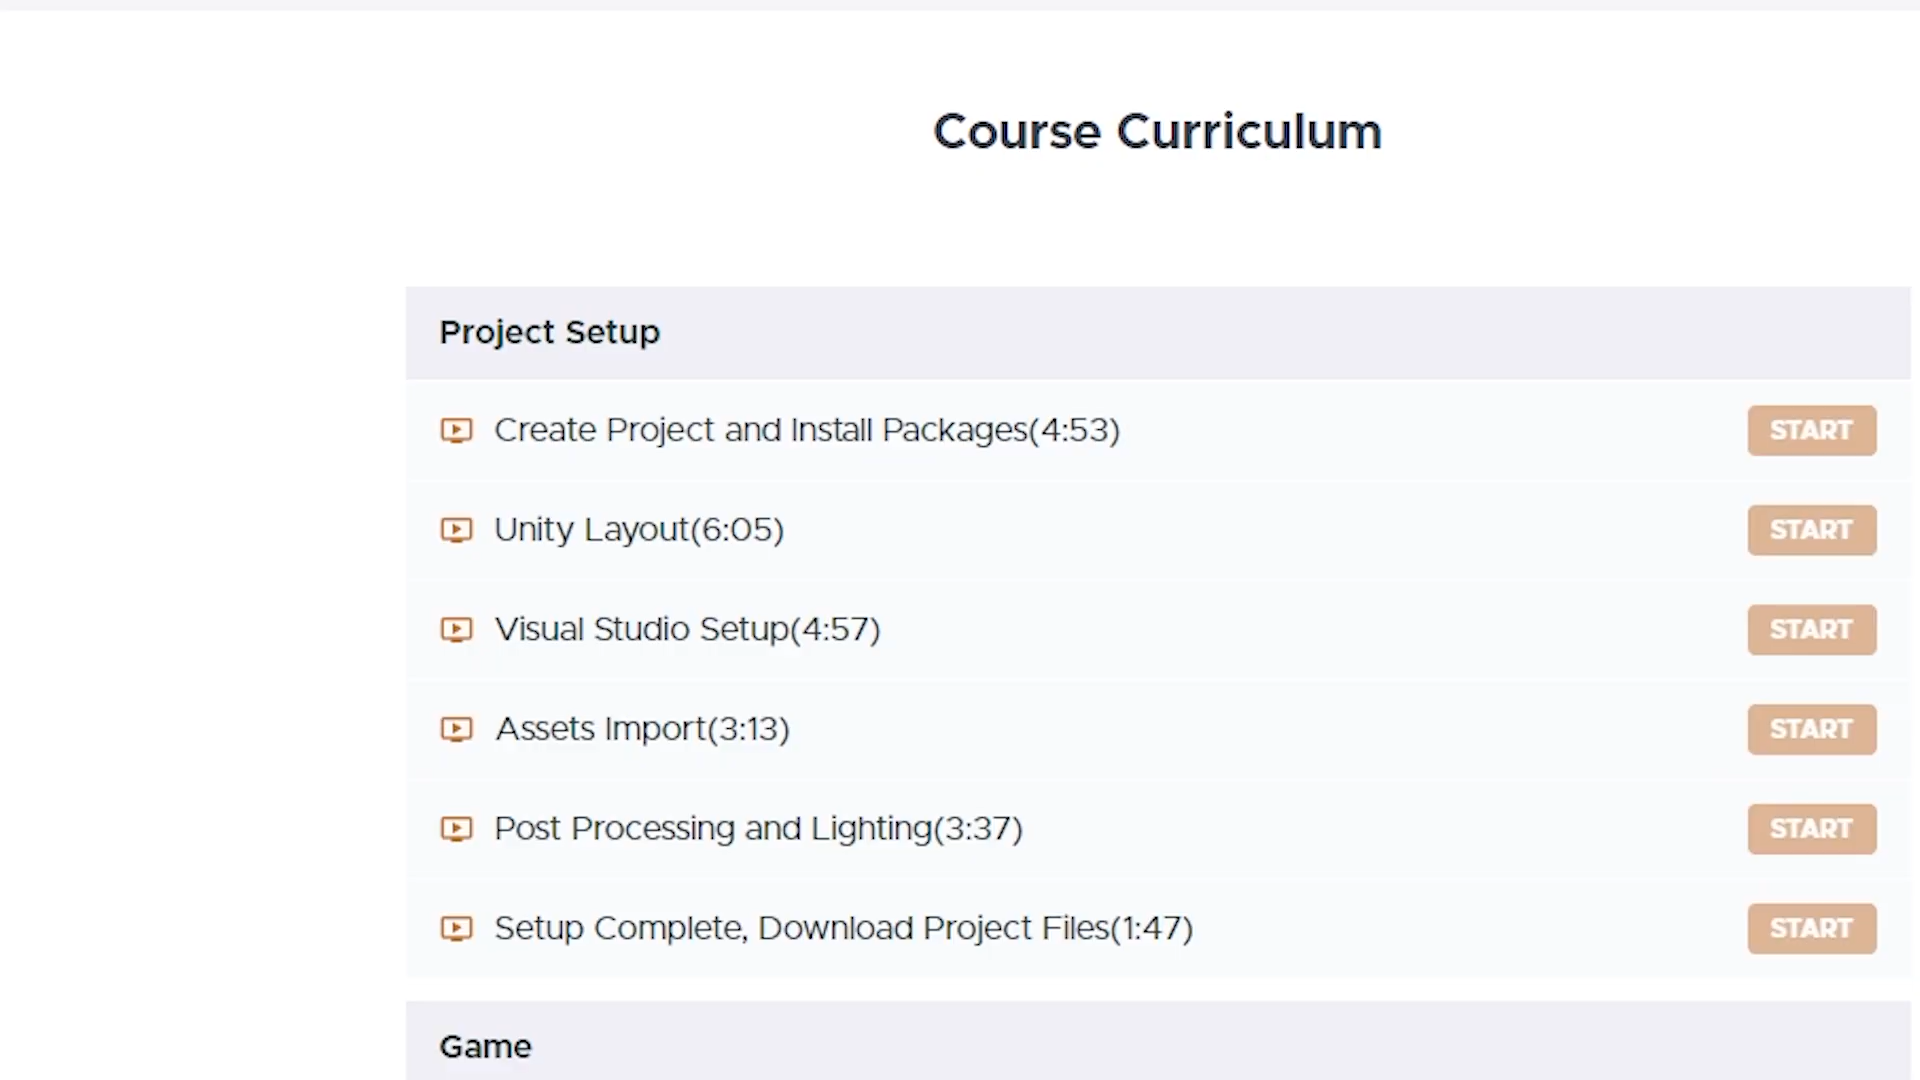 Course Curriculum
Project Setup
Create Project and Install Packages(4:53)
START
Unity Layout(6:05)
START
Visual Studio Setup(4:57)
START
Assets Import(3:13)
START
Post Processing and Lighting(3:37)
START
Setup Complete, Download Project Files(1:47)
START
Game